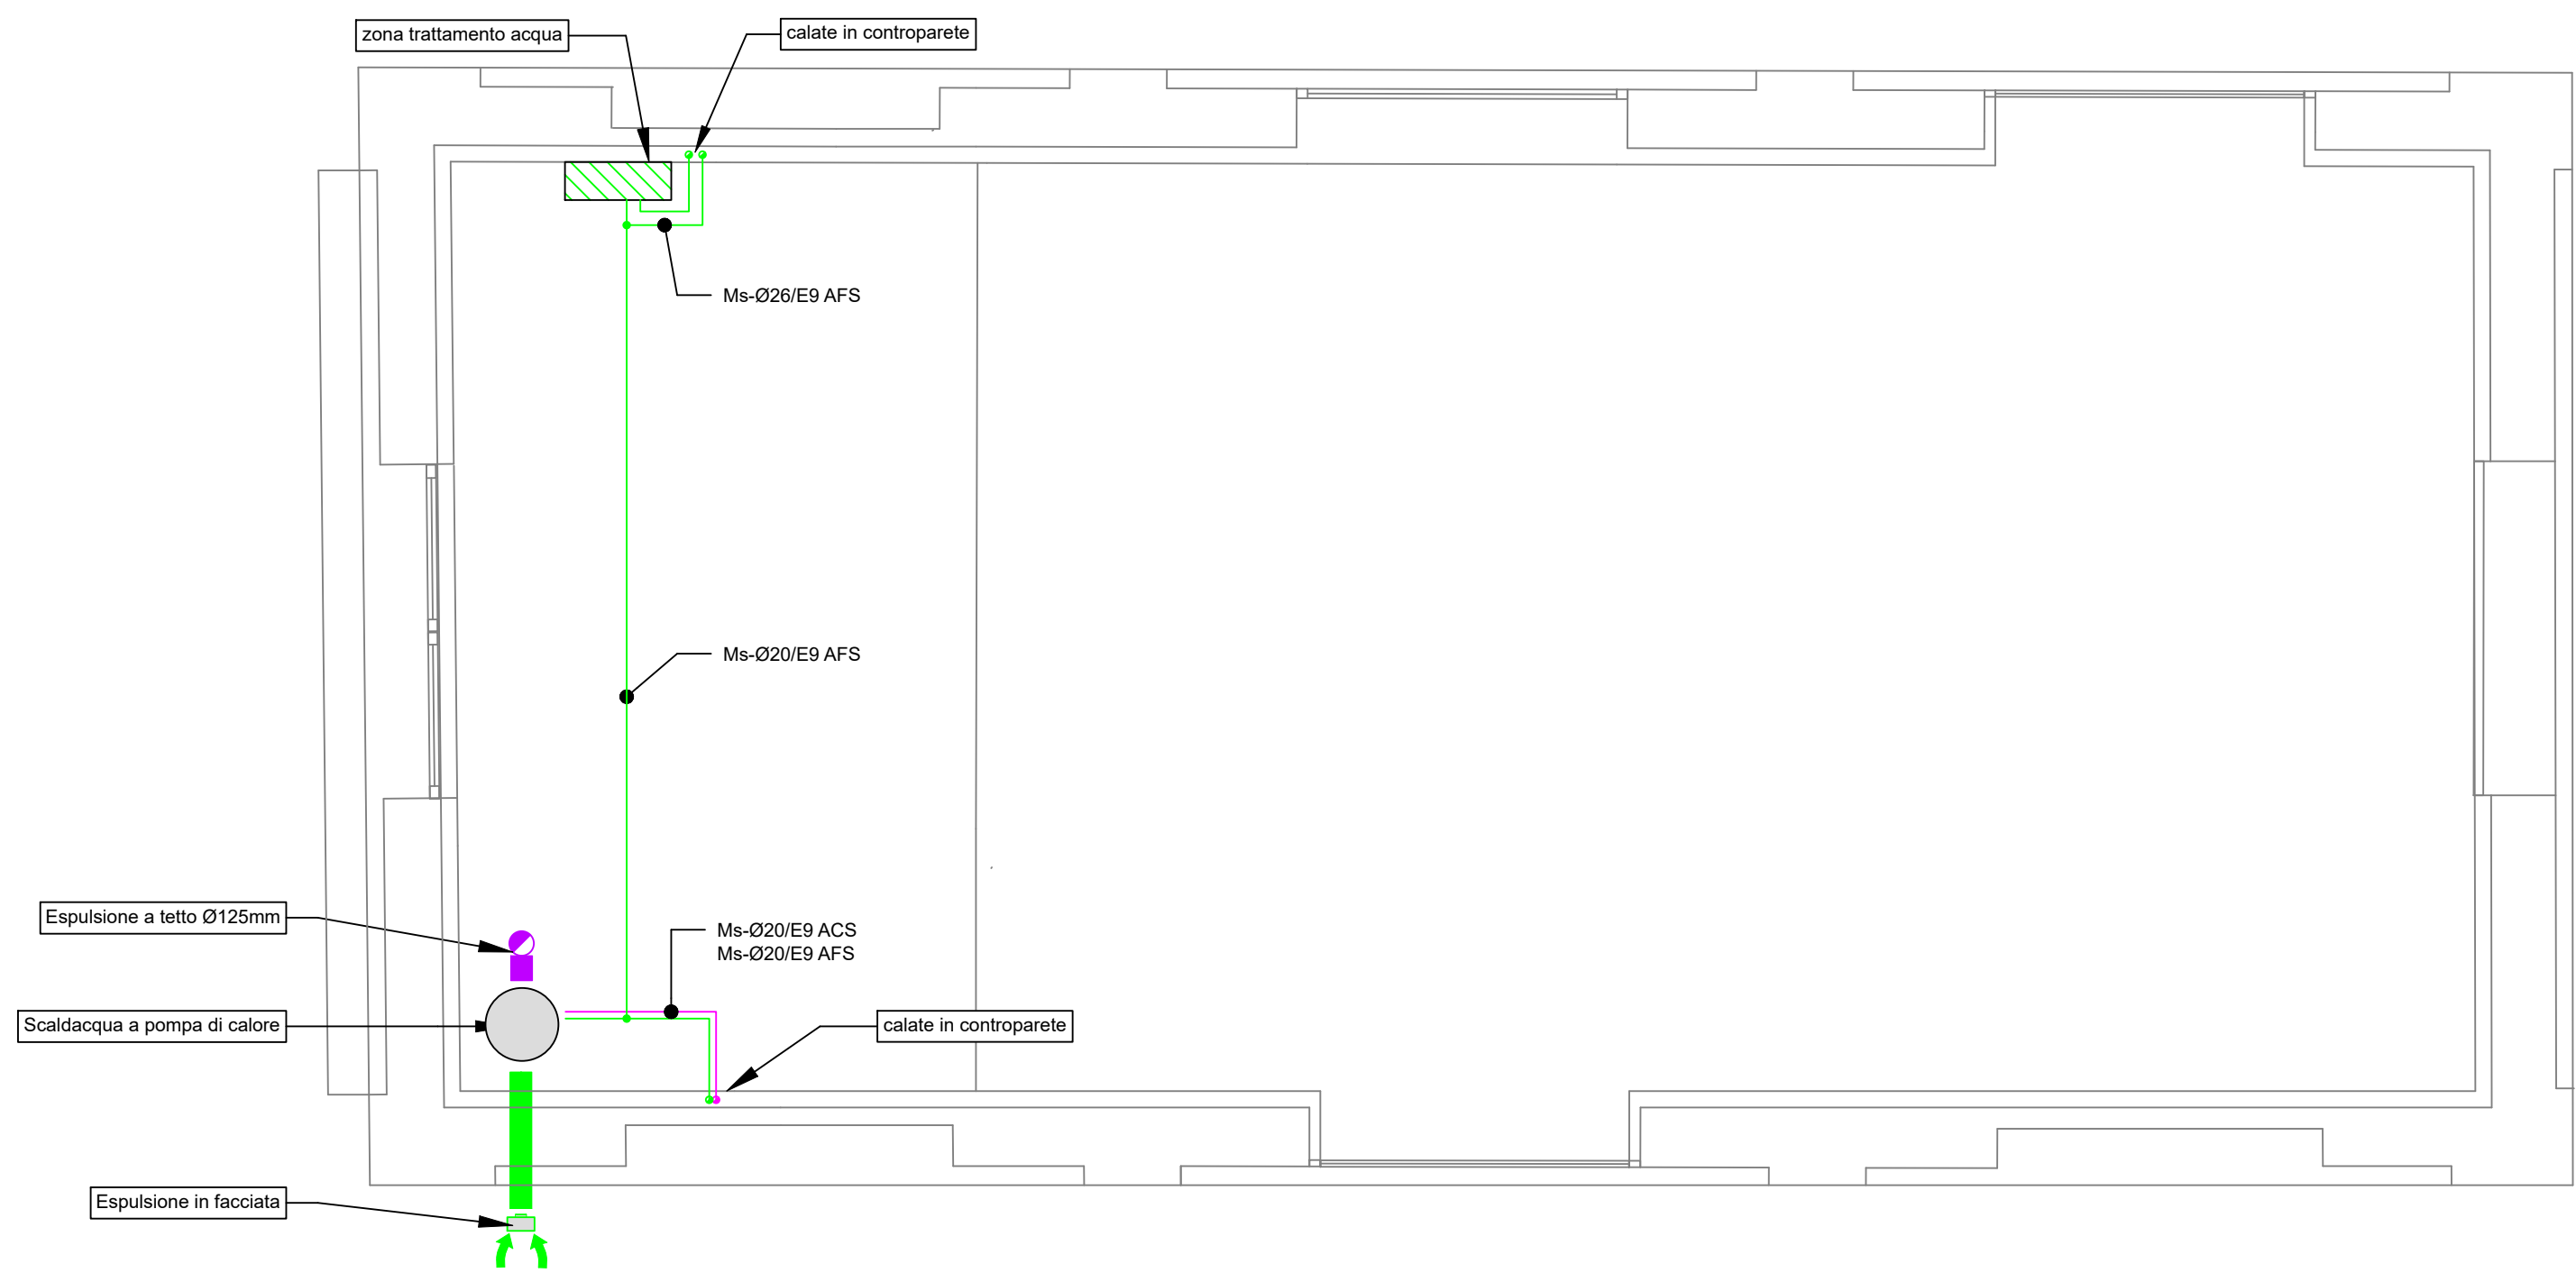 zona trattamento acqua
calate in controparete
Ms-Ø26/E9 AFS
Ms-Ø20/E9 AFS
Espulsione a tetto Ø125mm
Ms-Ø20/E9 ACS
Ms-Ø20/E9 AFS
Scaldacqua a pompa di calore
calate in controparete
Espulsione in facciata